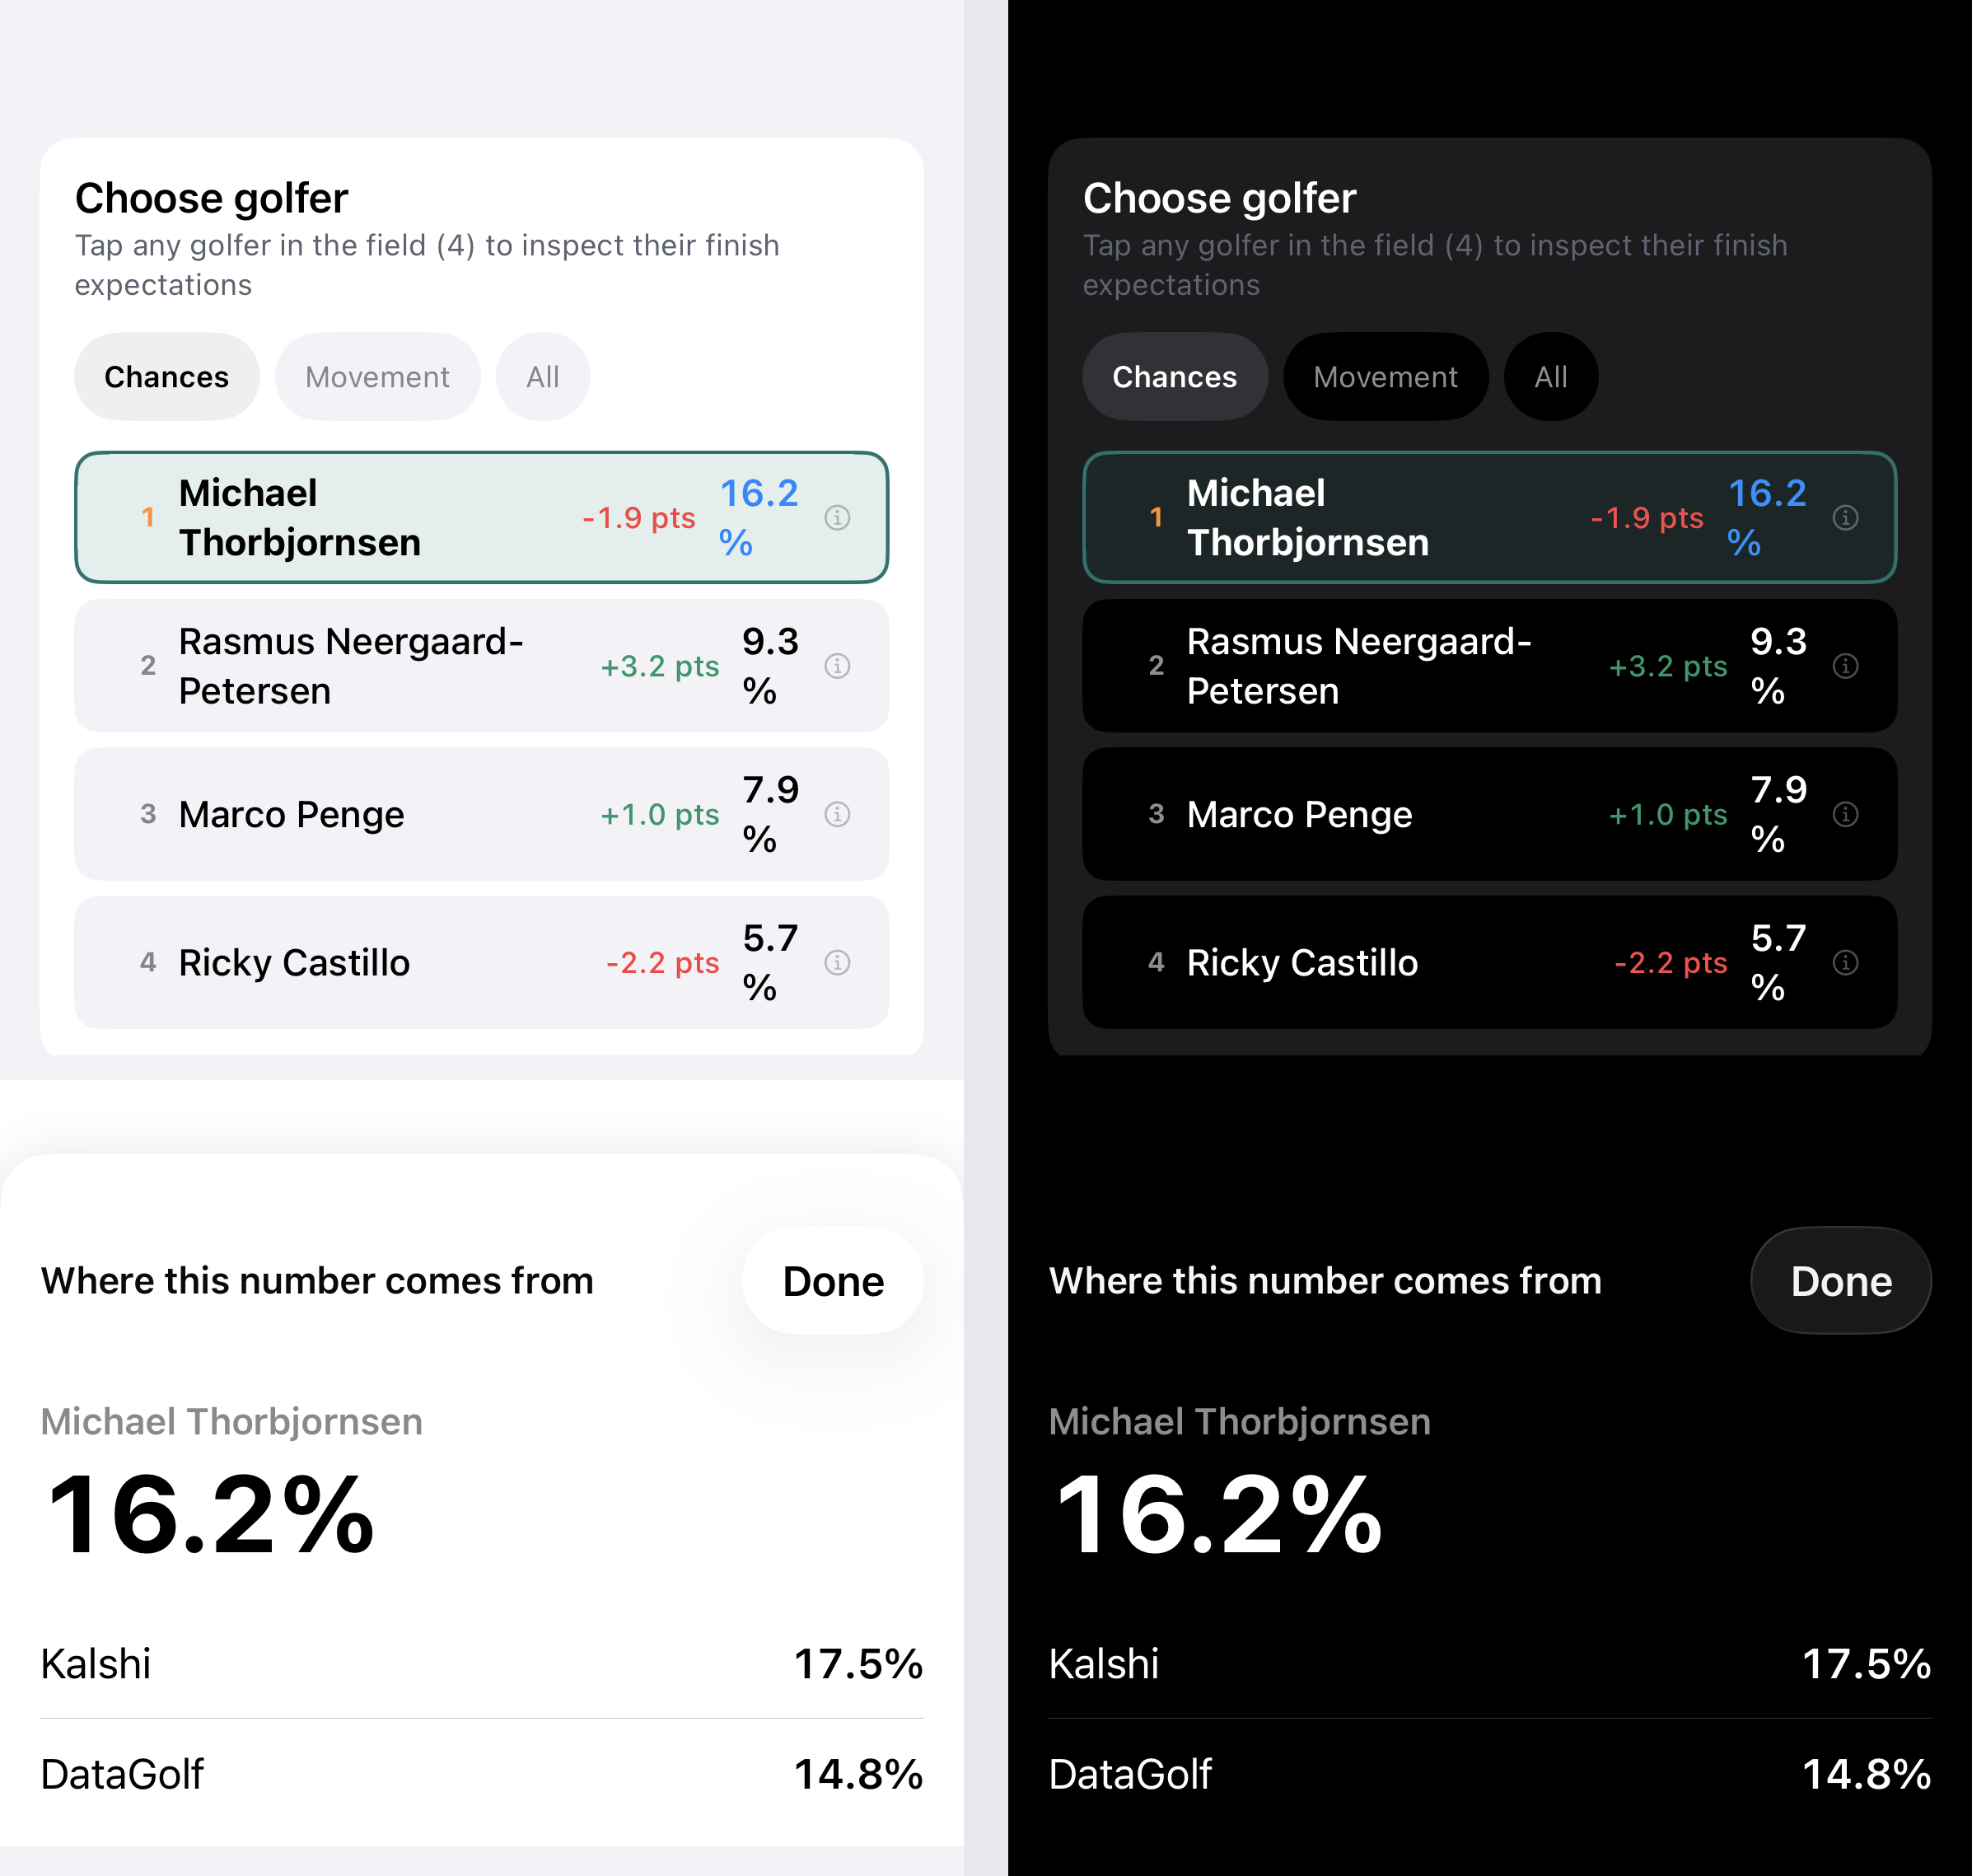 Choose golfer
Tap any golfer in the field (4) to inspect their finish
expectations
Chances Movement All
1 Michael Thorbjornsen -1.9 pts 16.2 %
2 Rasmus Neergaard-Petersen +3.2 pts 9.3 %
3 Marco Penge +1.0 pts 7.9 %
4 Ricky Castillo -2.2 pts 5.7 %
Where this number comes from Done
Michael Thorbjornsen
16.2%
Kalshi 17.5%
DataGolf 14.8%
Choose golfer
Tap any golfer in the field (4) to inspect their finish
expectations
Chances Movement All
1 Michael Thorbjornsen -1.9 pts 16.2 %
2 Rasmus Neergaard-Petersen +3.2 pts 9.3 %
3 Marco Penge +1.0 pts 7.9 %
4 Ricky Castillo -2.2 pts 5.7 %
Where this number comes from Done
Michael Thorbjornsen
16.2%
Kalshi 17.5%
DataGolf 14.8%